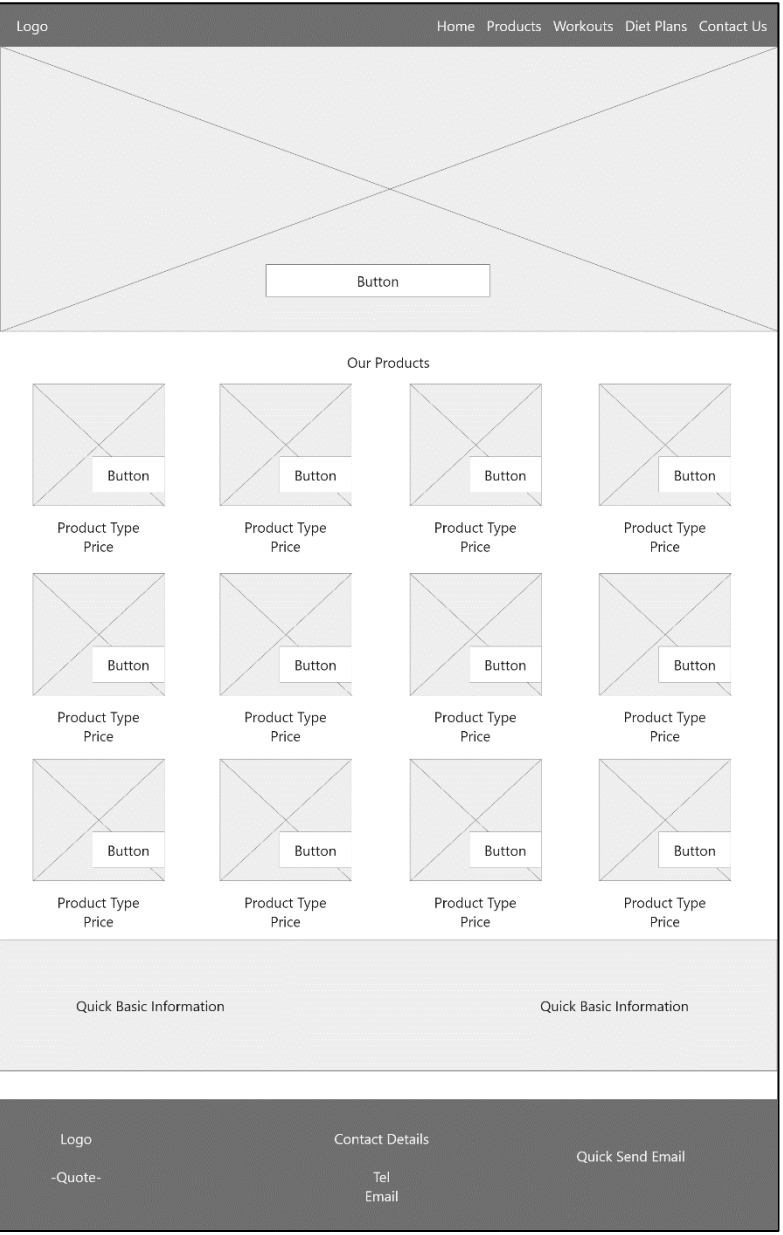 Logo Home Products Workouts Diet Plans Contact Us
Button
Our Products
Button Button Button Button
Product Type Product Type Product Type Product Type
Price Price Price Price
Button Button Button Button
Product Type Product Type Product Type Product Type
Price Price Price Price
Button Button Button Button
Product Type Product Type Product Type Product Type
Price Price Price Price
Quick Basic Information Quick Basic Information
Logo
-Quote-
Contact Details
Tel
Email
Quick Send Email